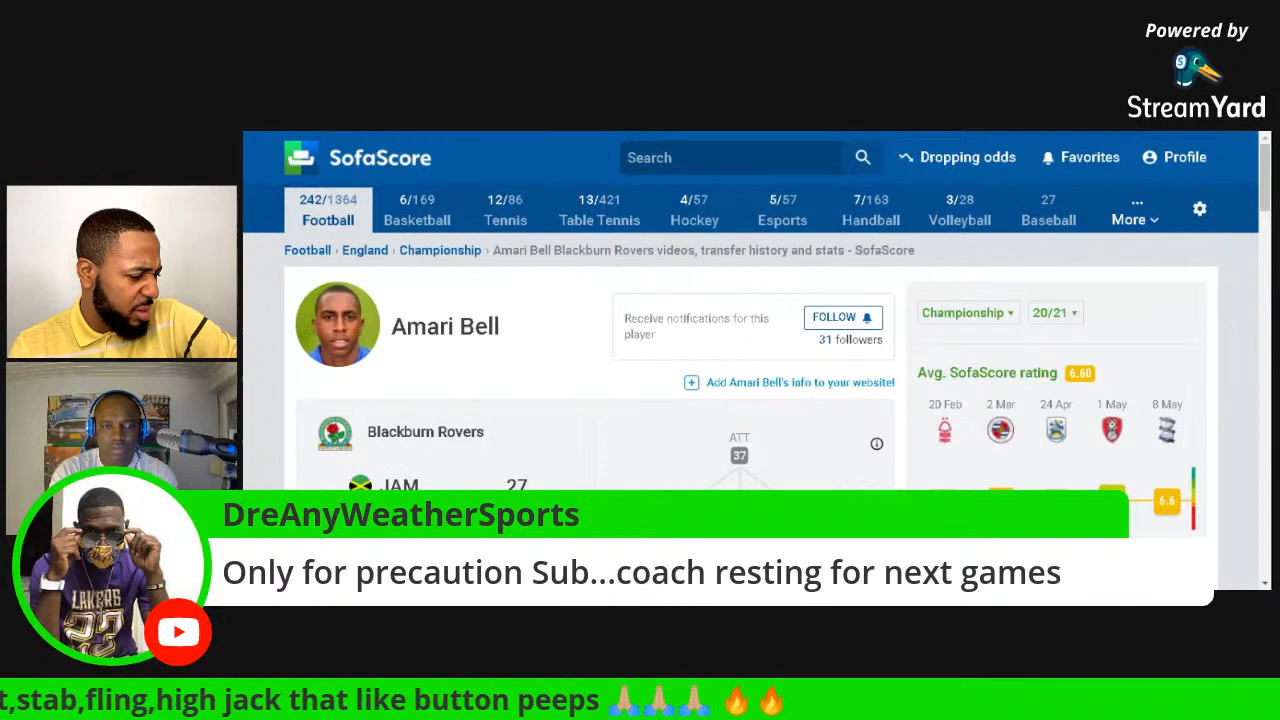 Powered by
StreamYard
SofaScore
Search
Dropping odds
Favorites
Profile
242/1364
Football
6/169
Basketball
12/86
Tennis
13/421
Table Tennis
4/57
Hockey
5/57
Esports
7/163
Handball
3/28
Volleyball
27
Baseball
...
More
Football › England › Championship › Amari Bell Blackburn Rovers videos, transfer history and stats - SofaScore
Amari Bell
Receive notifications for this
player
FOLLOW
31 followers
Add Amari Bell's info to your website!
Championship
20/21
Avg. SofaScore rating 6.60
20 Feb 2 Mar 24 Apr 1 May 8 May
Blackburn Rovers
ATT
37
JAM 27
6.6
DreAnyWeatherSports
Only for precaution Sub...coach resting for next games
LAKERS
23
t,stab,fling,high jack that like button peeps 🙏🏼🙏🏼🙏🏼 🔥🔥